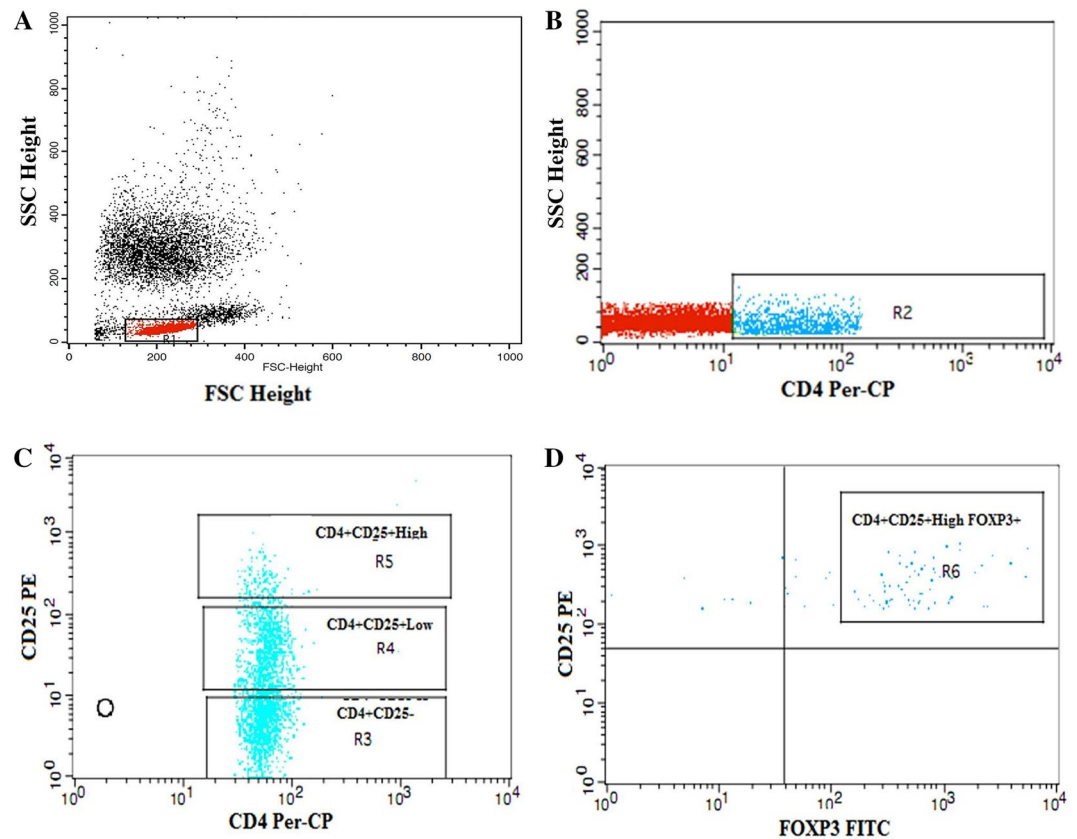 A
SSC Height
1000
800
600
400
200
0
R1
0 200 400 600 800 1000
FSC-Height
FSC Height
B
SSC Height
1000
800
600
400
200
0
R2
10^0 10^1 10^2 10^3 10^4
CD4 Per-CP
C
CD25 PE
10^4
10^3
10^2
10^1
10^0
CD4+CD25+High
R5
CD4+CD25+Low
R4
CD4+CD25-
R3
10^0 10^1 10^2 10^3 10^4
CD4 Per-CP
D
CD25 PE
10^4
10^3
10^2
10^1
10^0
CD4+CD25+High FOXP3+
R6
10^0 10^1 10^2 10^3 10^4
FOXP3 FITC